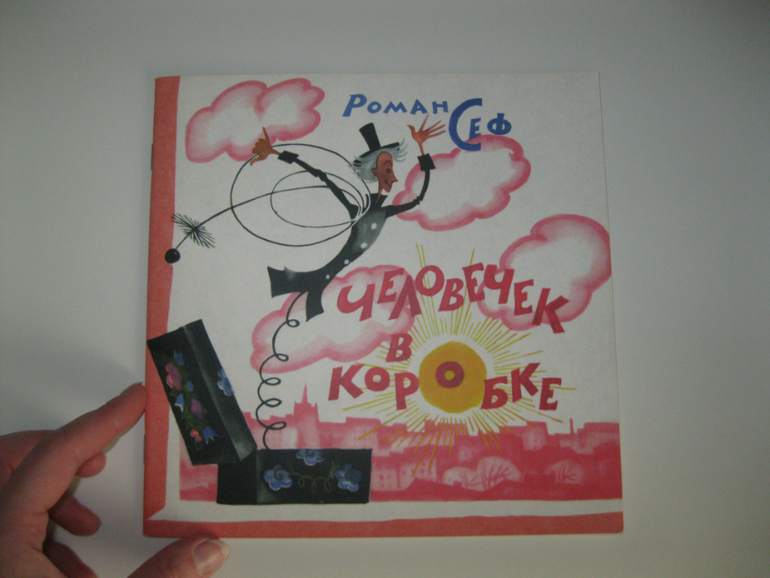 Роман Сеф
Человечек
в
коробке